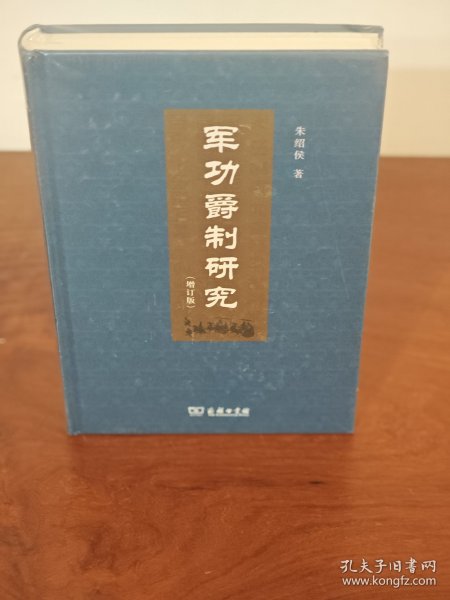 军功爵制研究
（增订版）
朱绍侯 著
商务印书馆
孔夫子旧书网
www.kongfz.com